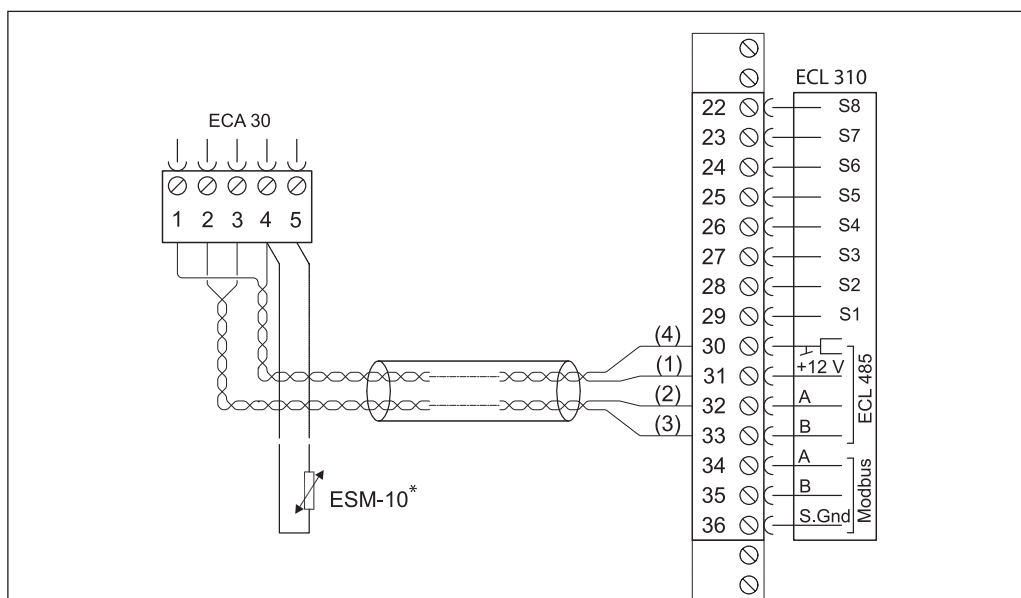 ECA 30
1 2 3 4 5
ESM-10*
ECL 310
22 S8
23 S7
24 S6
25 S5
26 S4
27 S3
28 S2
29 S1
(4) 30
(1) 31 +12 V
(2) 32 A
(3) 33 B
ECL 485
34 A
35 B
36 S.Gnd
Modbus